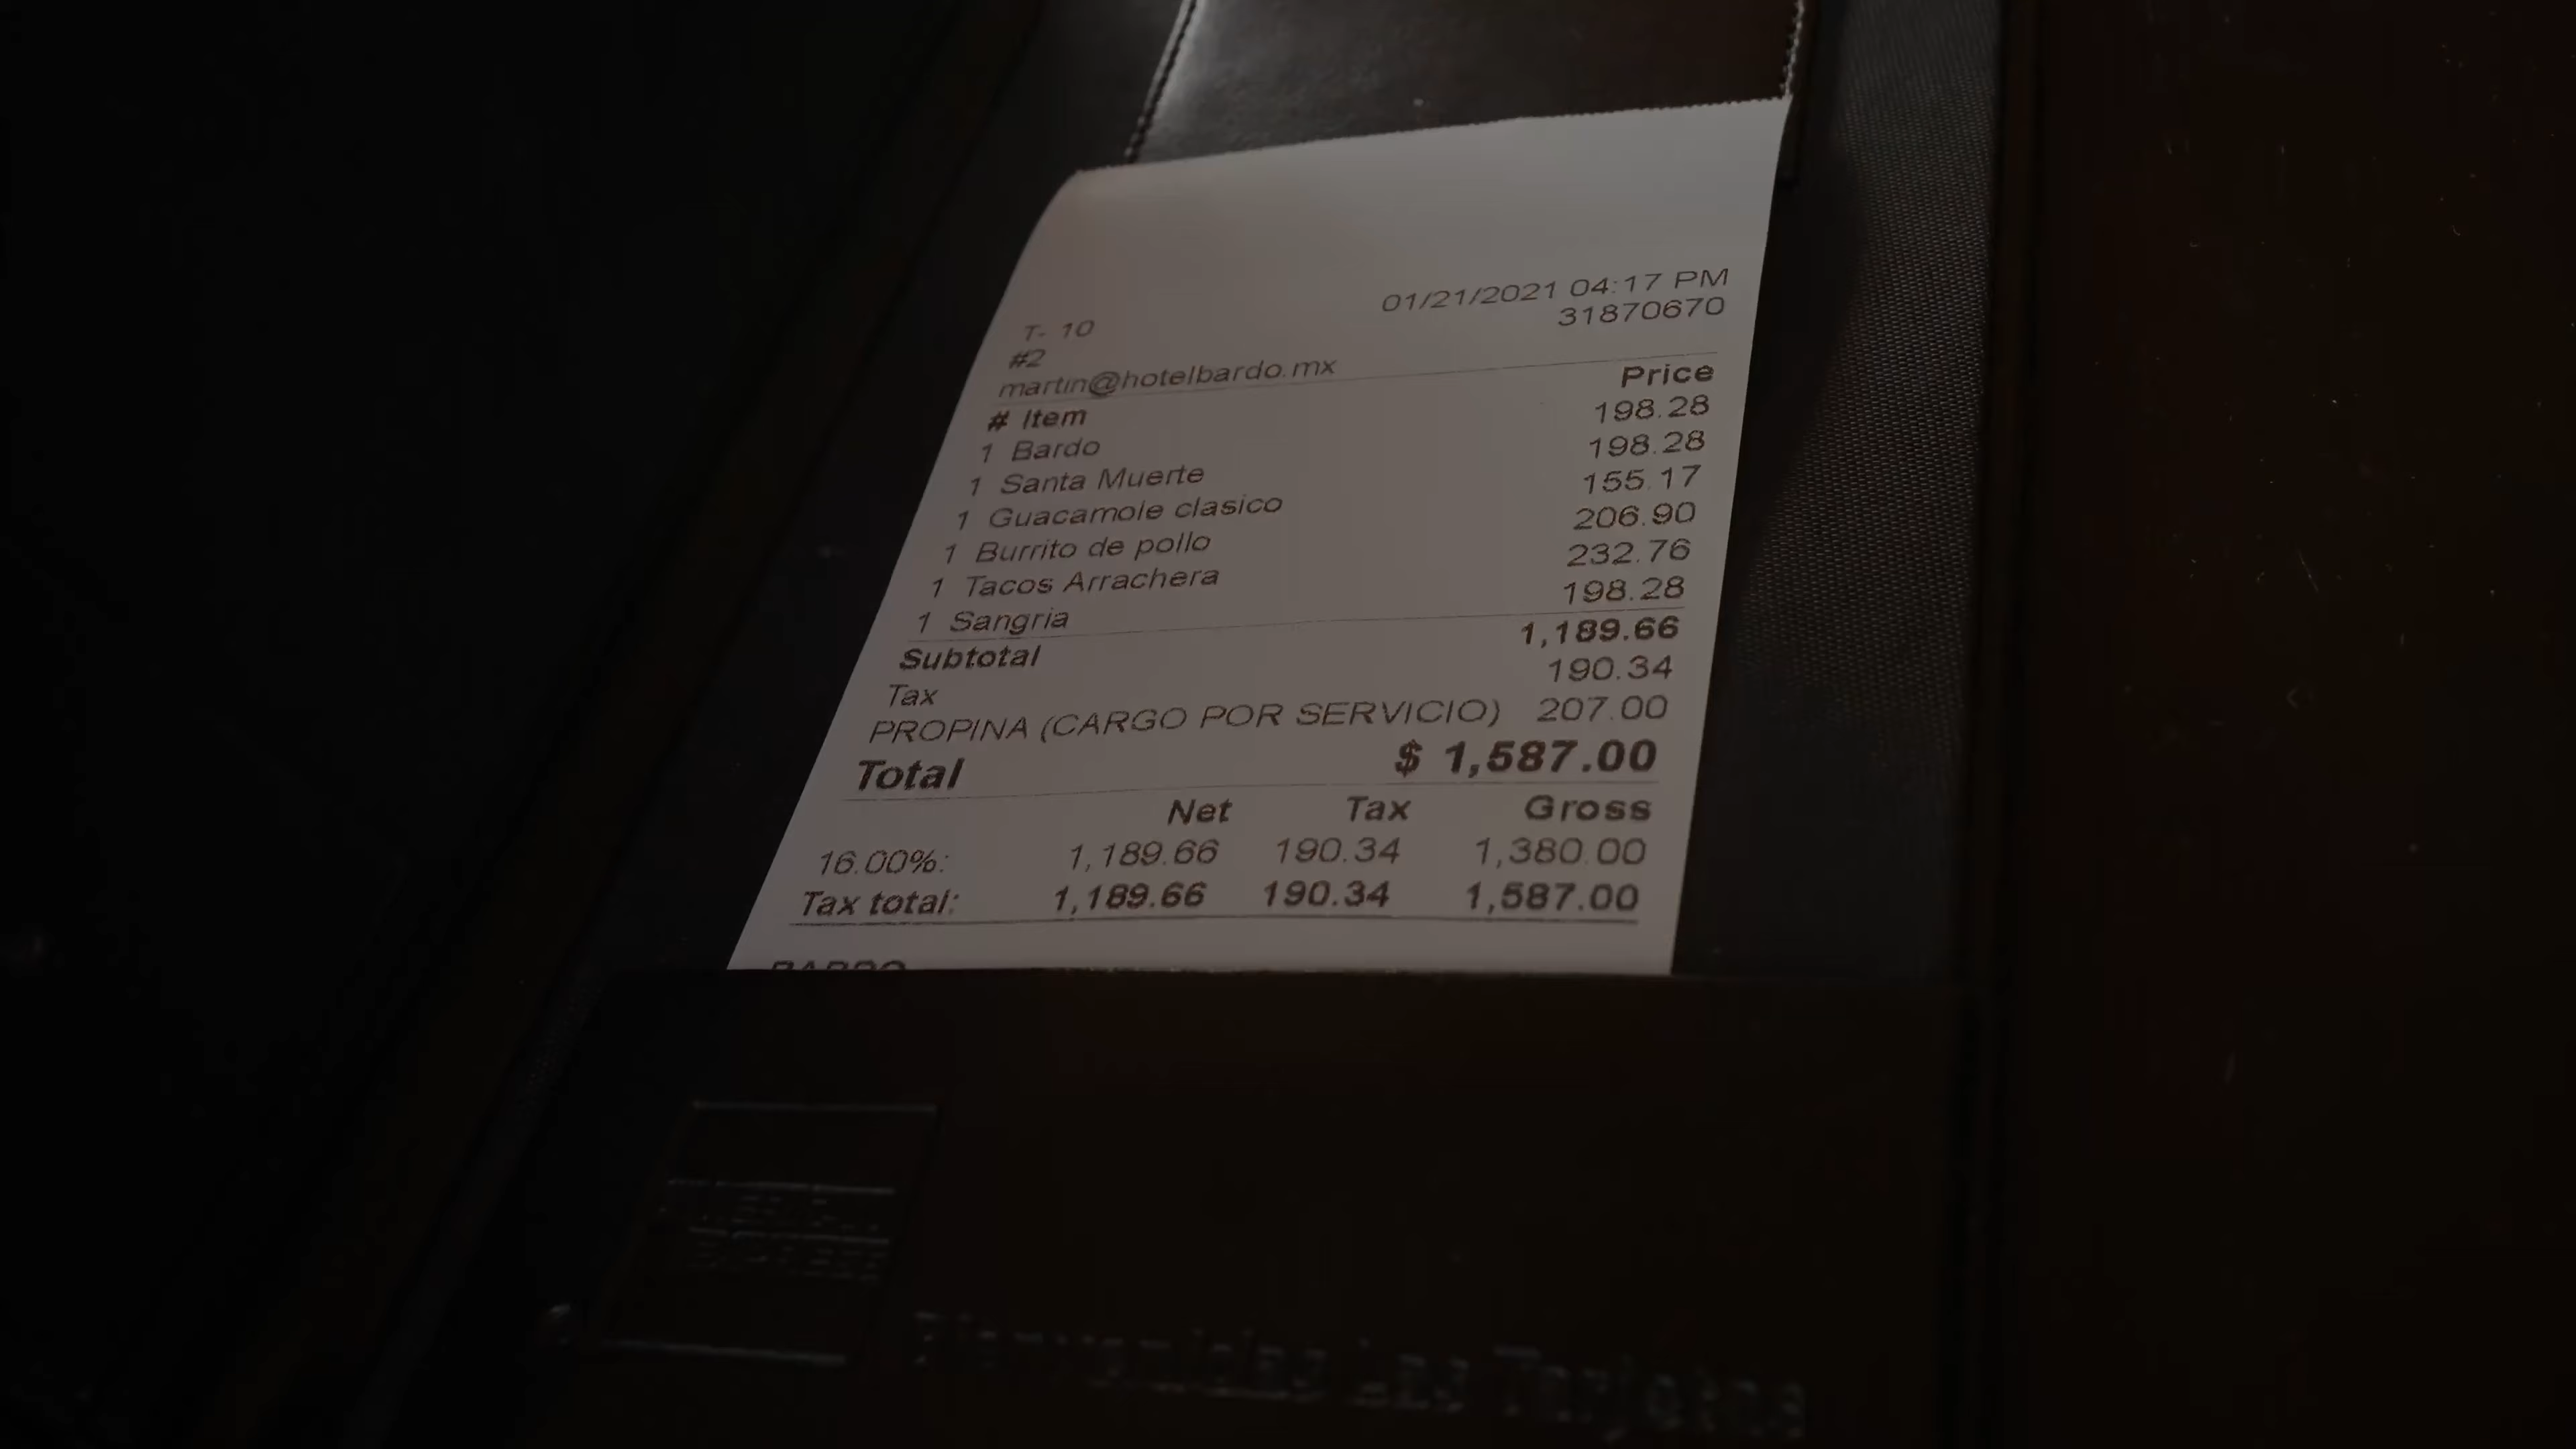 01/21/2021 04:17 PM
T- 10 31870670
#2
martin@hotelbardo.mx
# Item Price
1 Bardo 198.28
1 Santa Muerte 198.28
1 Guacamole clasico 155.17
1 Burrito de pollo 206.90
1 Tacos Arrachera 232.76
1 Sangria 198.28
Subtotal 1,189.66
Tax 190.34
PROPINA (CARGO POR SERVICIO) 207.00
Total $ 1,587.00
Net Tax Gross
16.00%: 1,189.66 190.34 1,380.00
Tax total: 1,189.66 190.34 1,587.00
BARDO
Bienvenidas Las Tarjetas